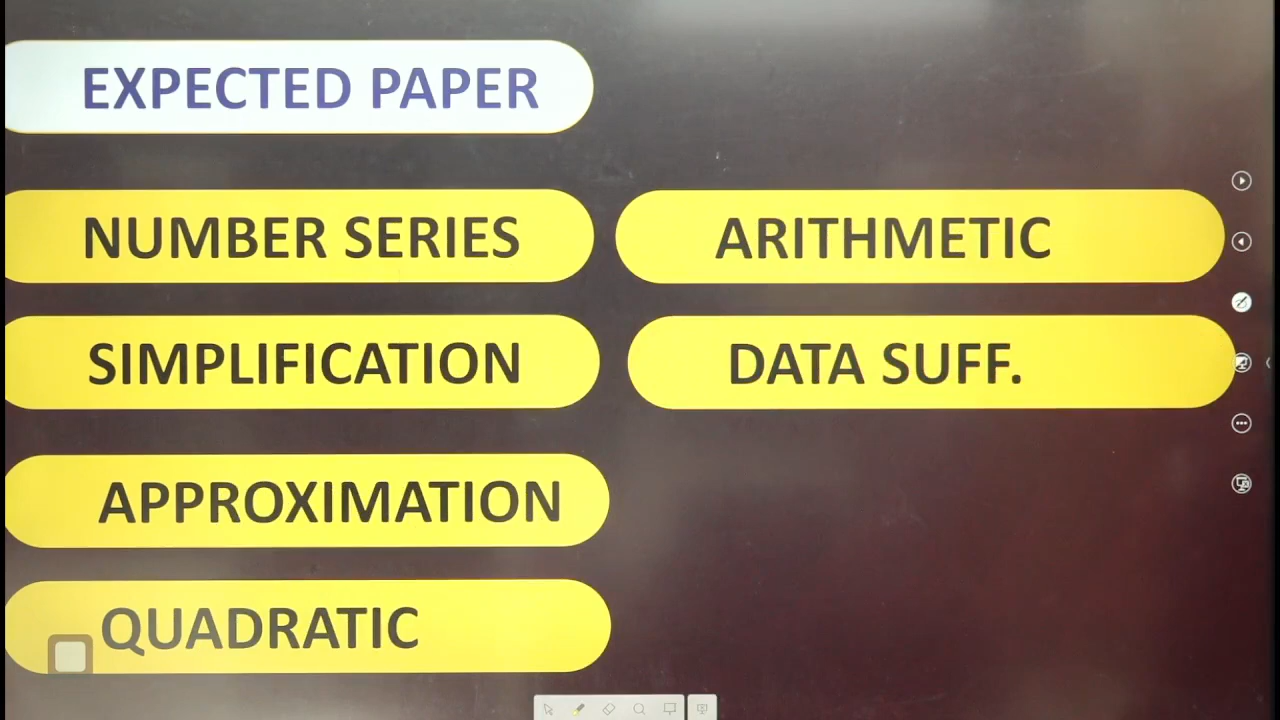 EXPECTED PAPER
NUMBER SERIES
ARITHMETIC
SIMPLIFICATION
DATA SUFF.
APPROXIMATION
QUADRATIC